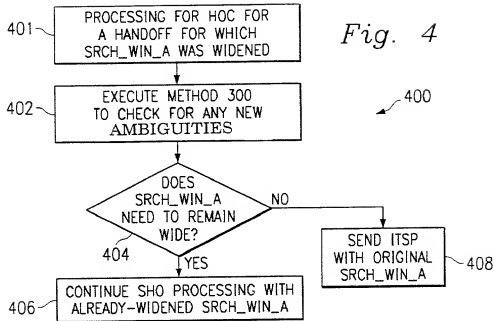 401
PROCESSING FOR HOC FOR
A HANDOFF FOR WHICH
SRCH_WIN_A WAS WIDENED
Fig. 4
402
EXECUTE METHOD 300
TO CHECK FOR ANY NEW
AMBIGUITIES
400
DOES
SRCH_WIN_A
NEED TO REMAIN
WIDE?
404
NO
YES
SEND ITSP
WITH ORIGINAL
SRCH_WIN_A
408
406
CONTINUE SHO PROCESSING WITH
ALREADY-WIDENED SRCH_WIN_A